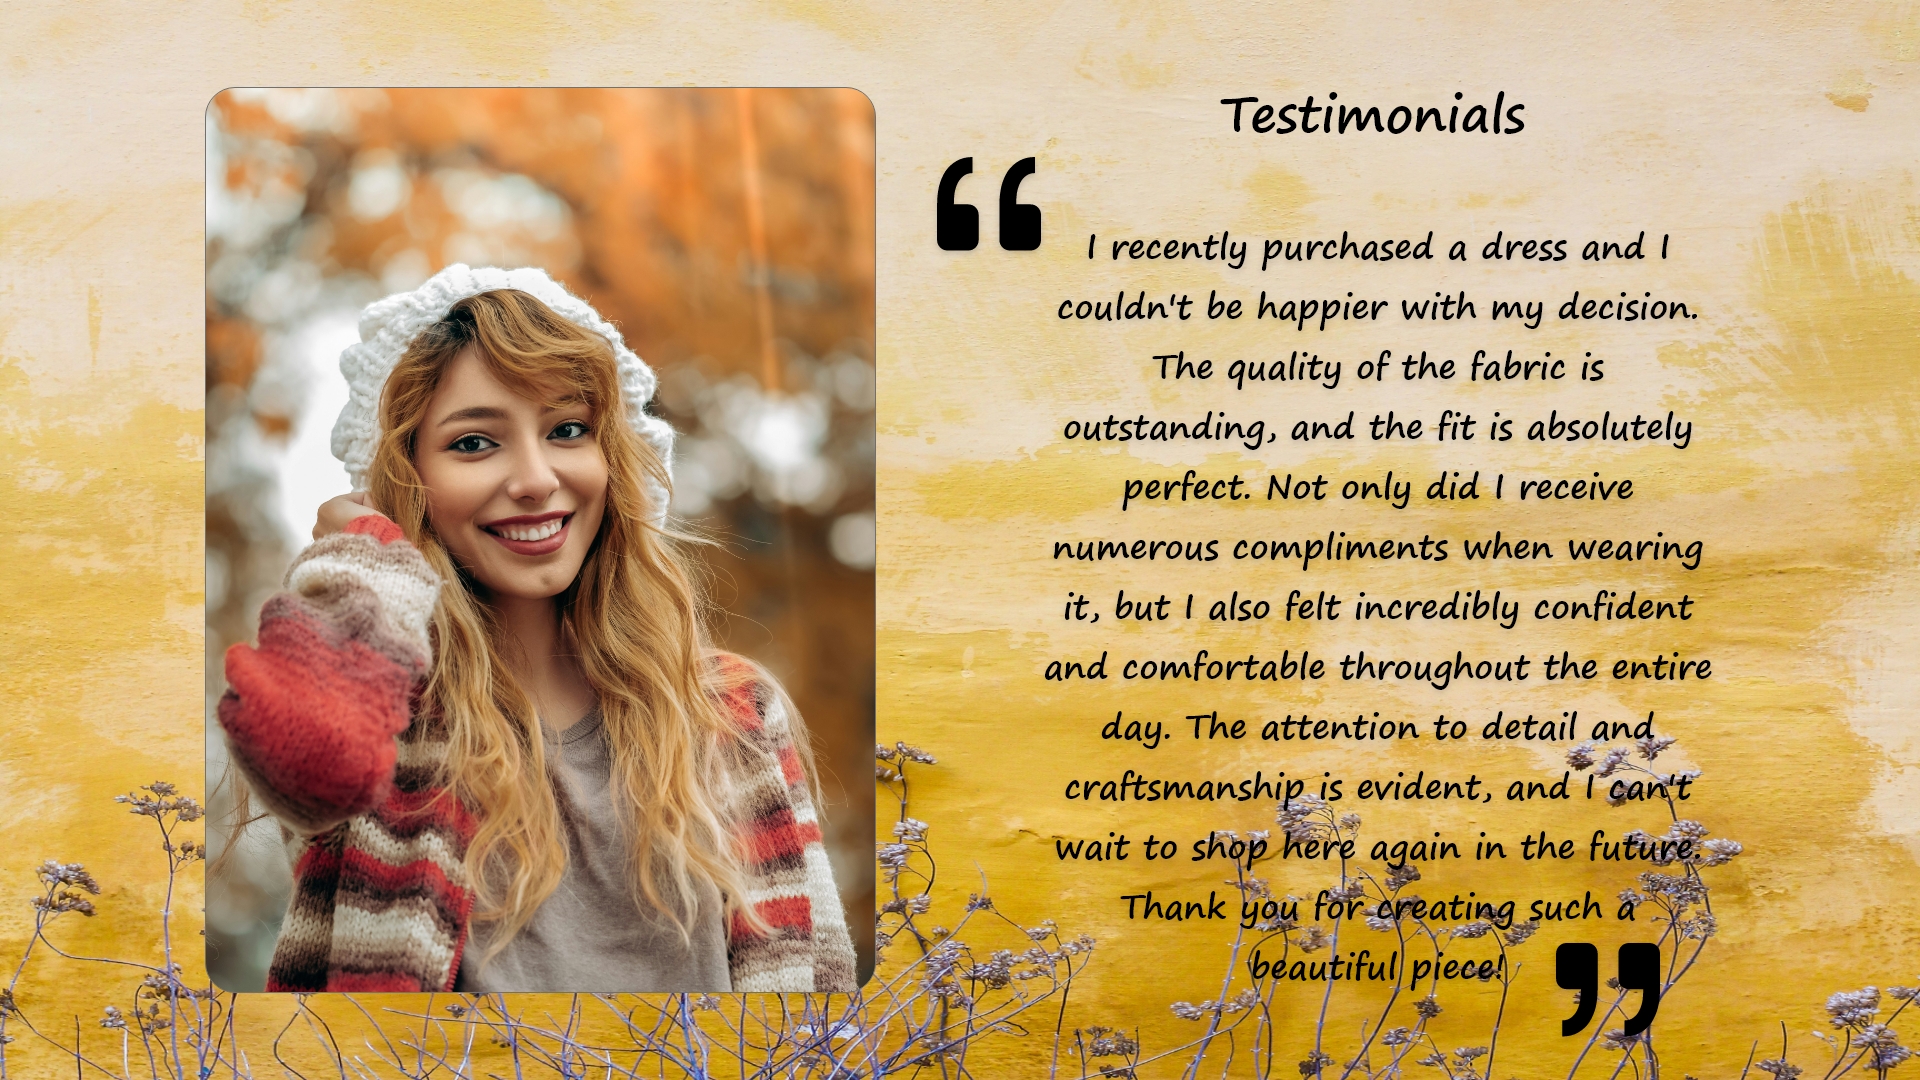 Testimonials
“
I recently purchased a dress and I
couldn't be happier with my decision.
The quality of the fabric is
outstanding, and the fit is absolutely
perfect. Not only did I receive
numerous compliments when wearing
it, but I also felt incredibly confident
and comfortable throughout the entire
day. The attention to detail and
craftsmanship is evident, and I can't
wait to shop here again in the future.
Thank you for creating such a
beautiful piece!
”